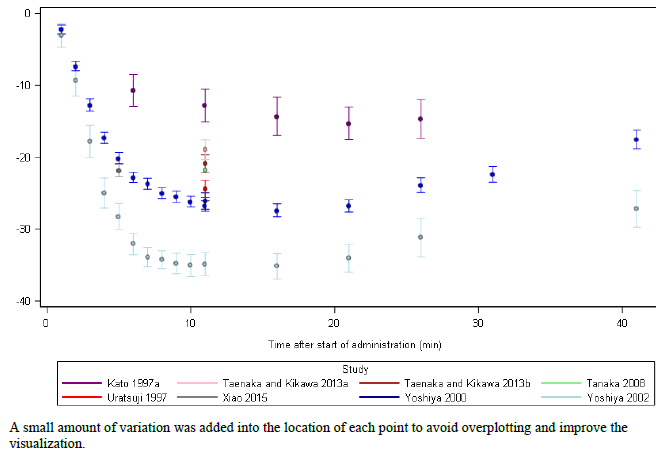 0
-10
-20
-30
-40
0 10 20 30 40
Time after start of administration (min)
Study
Kato 1997a Taenaka and Kikawa 2013a Taenaka and Kikawa 2013b Tanaka 2008
Uratsuji 1997 Xiao 2015 Yoshiya 2000 Yoshiya 2002
A small amount of variation was added into the location of each point to avoid overplotting and improve the
visualization.